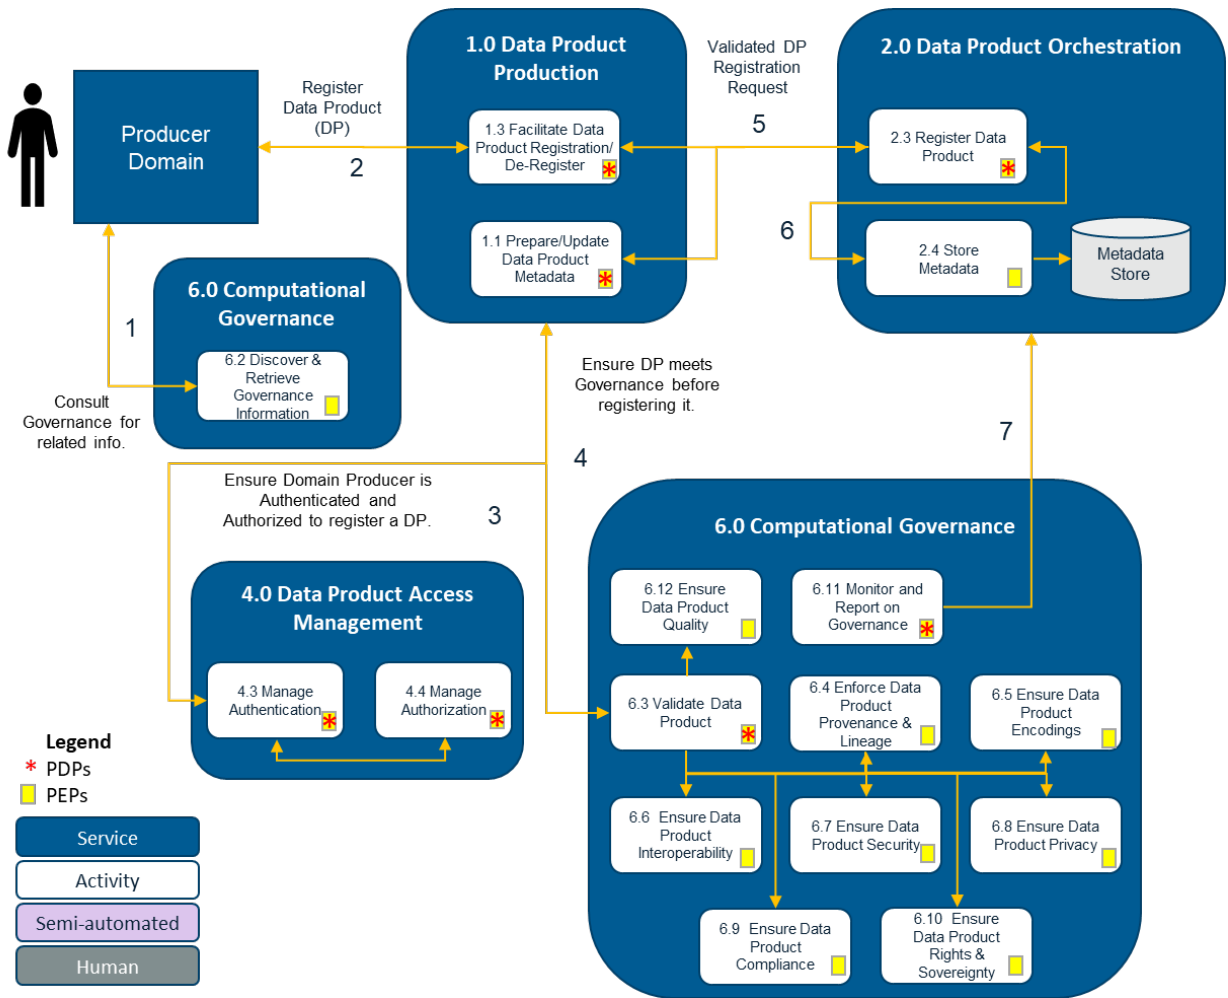 1.0 Data Product
Production
Validated DP
Registration
Request
2.0 Data Product Orchestration
Register
Data Product
(DP)
Producer
Domain
1.3 Facilitate Data
Product Registration/
De-Register
*
5
2.3 Register Data
Product
*
2
1.1 Prepare/Update
Data Product
Metadata
*
6
2.4 Store
Metadata
Metadata
Store
6.0 Computational
Governance
1
6.2 Discover &
Retrieve
Governance
Information
Consult
Governance for
related info.
Ensure DP meets
Governance before
registering it.
7
4
Ensure Domain Producer is
Authenticated and
Authorized to register a DP.
3
6.0 Computational Governance
4.0 Data Product Access
Management
6.12 Ensure
Data Product
Quality
6.11 Monitor and
Report on
Governance
*
4.3 Manage
Authentication
*
4.4 Manage
Authorization
*
6.3 Validate Data
Product
*
6.4 Enforce Data
Product
Provenance &
Lineage
6.5 Ensure Data
Product
Encodings
6.6 Ensure Data
Product
Interoperability
6.7 Ensure Data
Product Security
6.8 Ensure Data
Product Privacy
6.9 Ensure Data
Product
Compliance
6.10 Ensure
Data Product
Rights &
Sovereignty
Legend
* PDPs
PEPs
Service
Activity
Semi-automated
Human